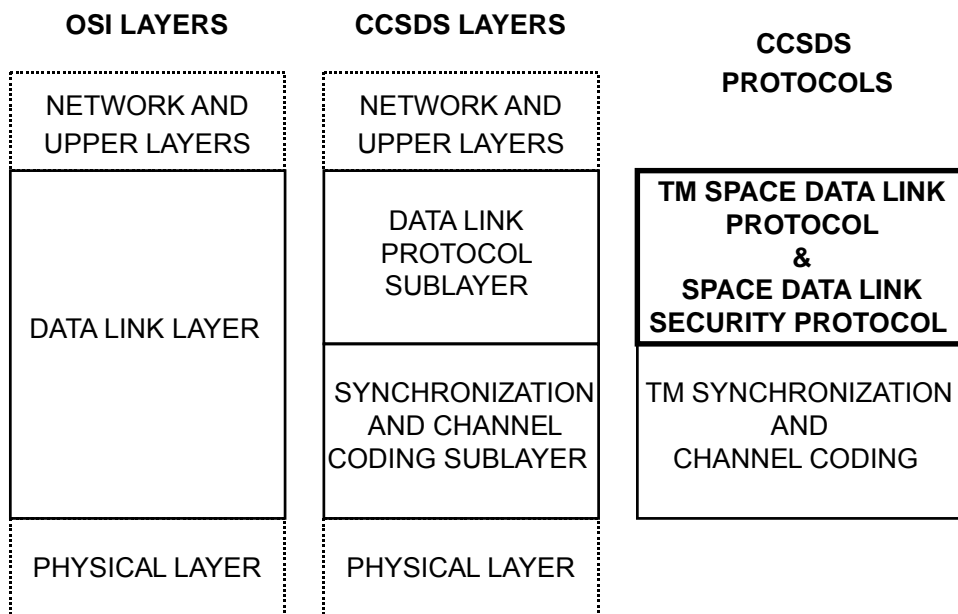 OSI LAYERS
CCSDS LAYERS
CCSDS
PROTOCOLS
NETWORK AND
UPPER LAYERS
DATA LINK LAYER
PHYSICAL LAYER
NETWORK AND
UPPER LAYERS
DATA LINK
PROTOCOL
SUBLAYER
SYNCHRONIZATION
AND CHANNEL
CODING SUBLAYER
PHYSICAL LAYER
TM SPACE DATA LINK
PROTOCOL
&
SPACE DATA LINK
SECURITY PROTOCOL
TM SYNCHRONIZATION
AND
CHANNEL CODING